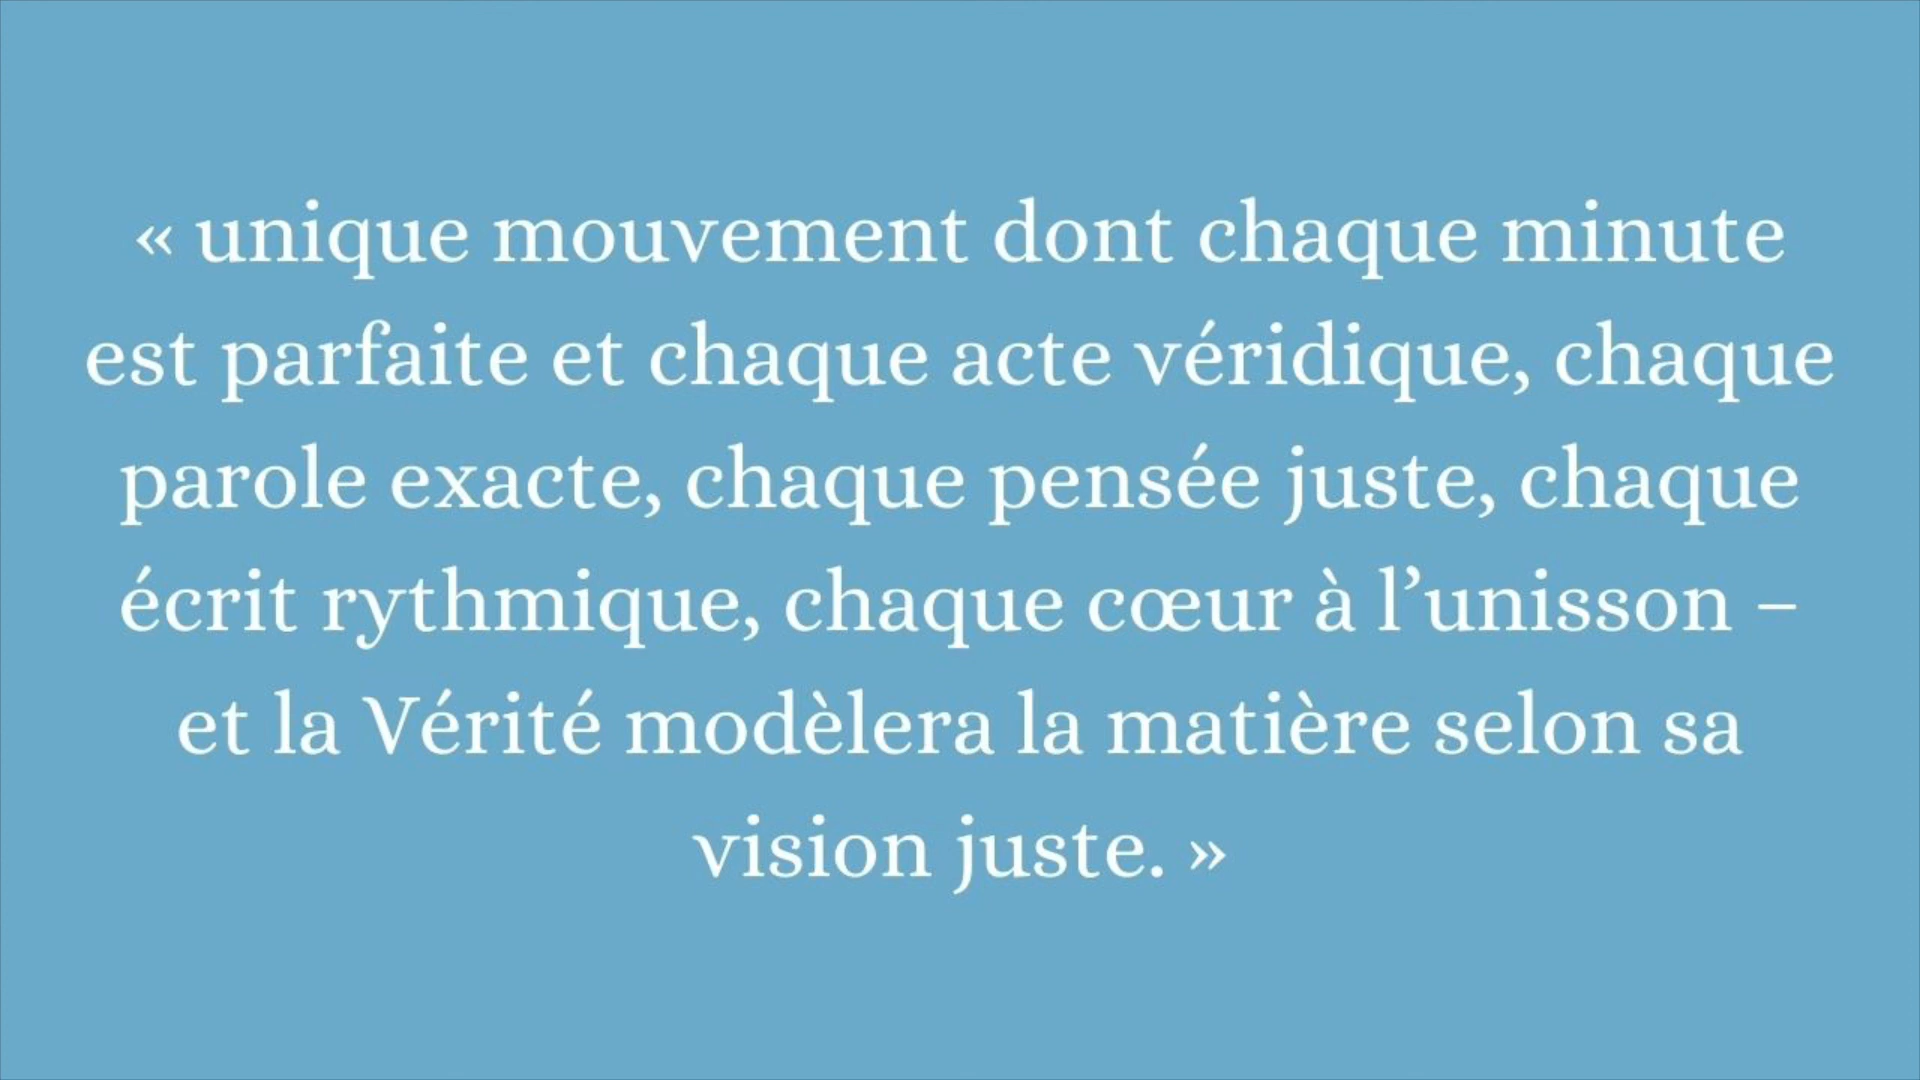 « unique mouvement dont chaque minute
est parfaite et chaque acte véridique, chaque
parole exacte, chaque pensée juste, chaque
écrit rythmique, chaque cœur à l’unisson –
et la Vérité modèlera la matière selon sa
vision juste. »